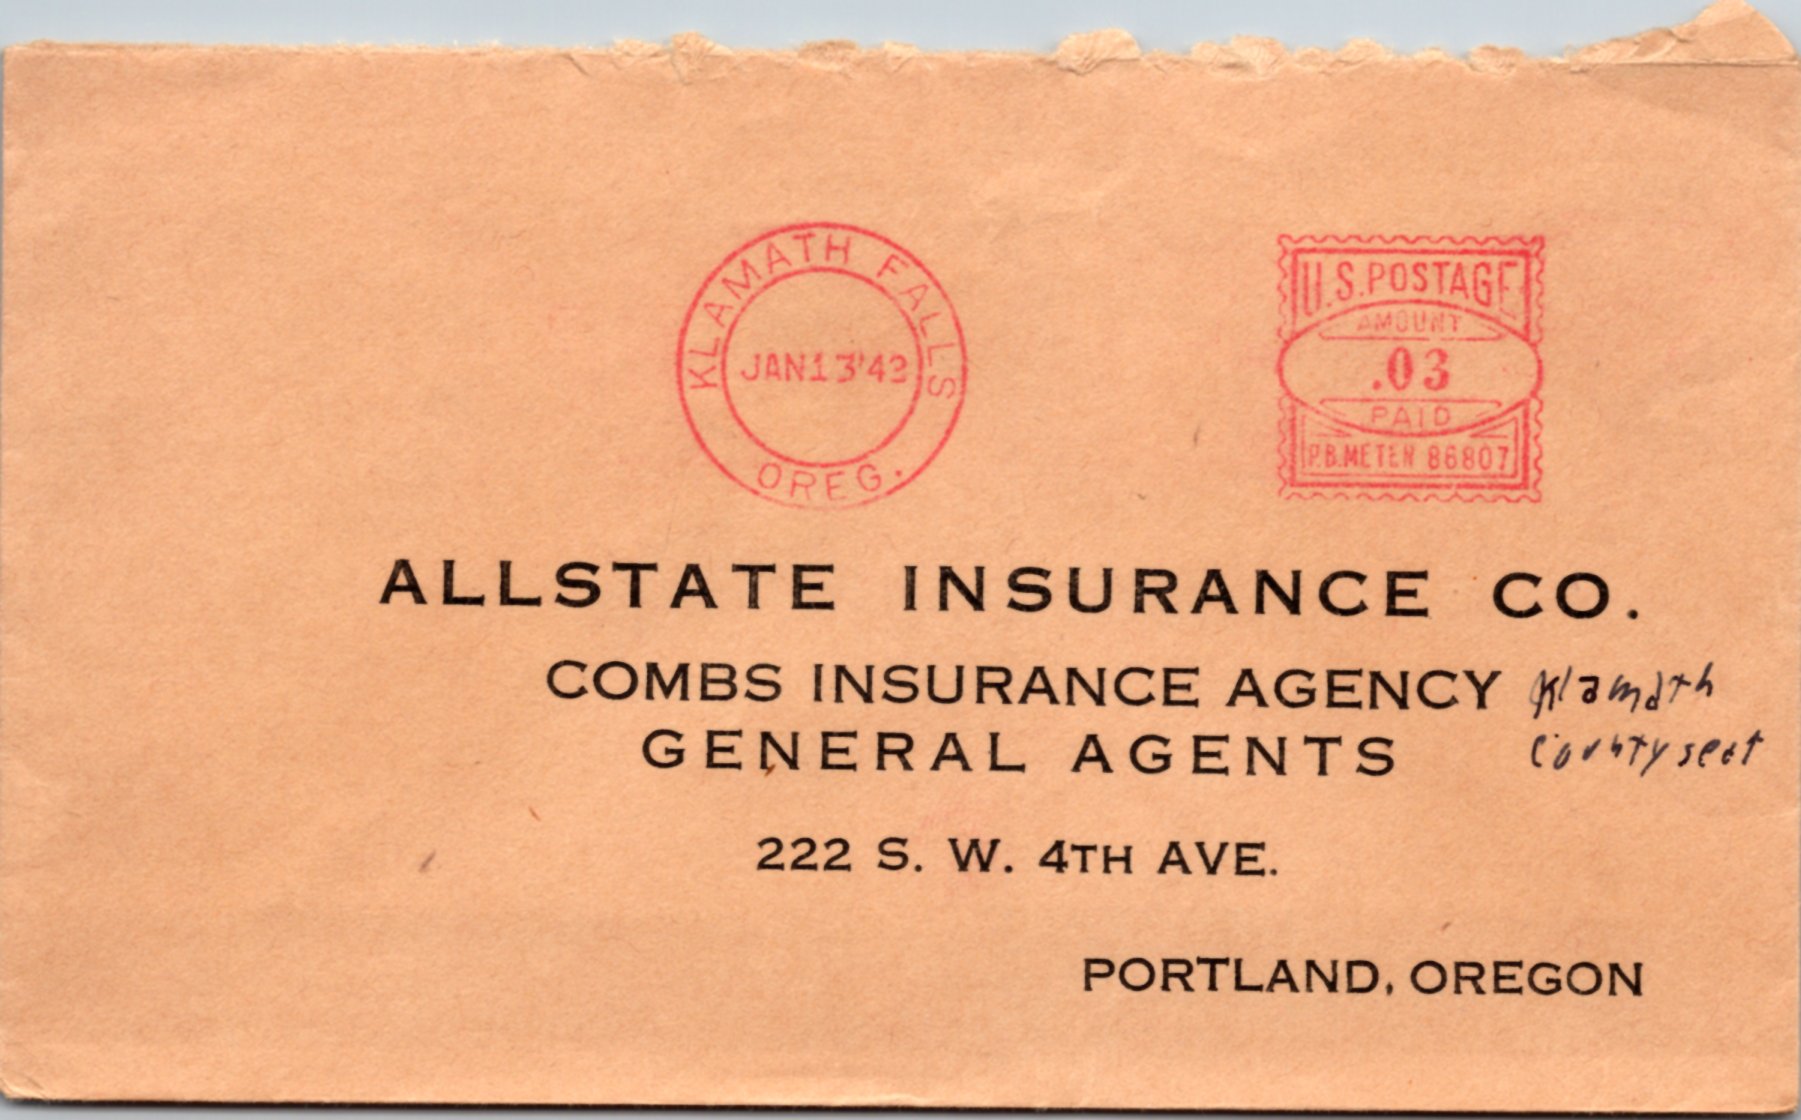 KLAMATH FALLS
JAN 13 '42
OREG.
U.S. POSTAGE
AMOUNT
.03
PAID
P.B. METER 86807
ALLSTATE INSURANCE CO.
COMBS INSURANCE AGENCY Klamath
GENERAL AGENTS County seat
222 S. W. 4TH AVE.
PORTLAND, OREGON